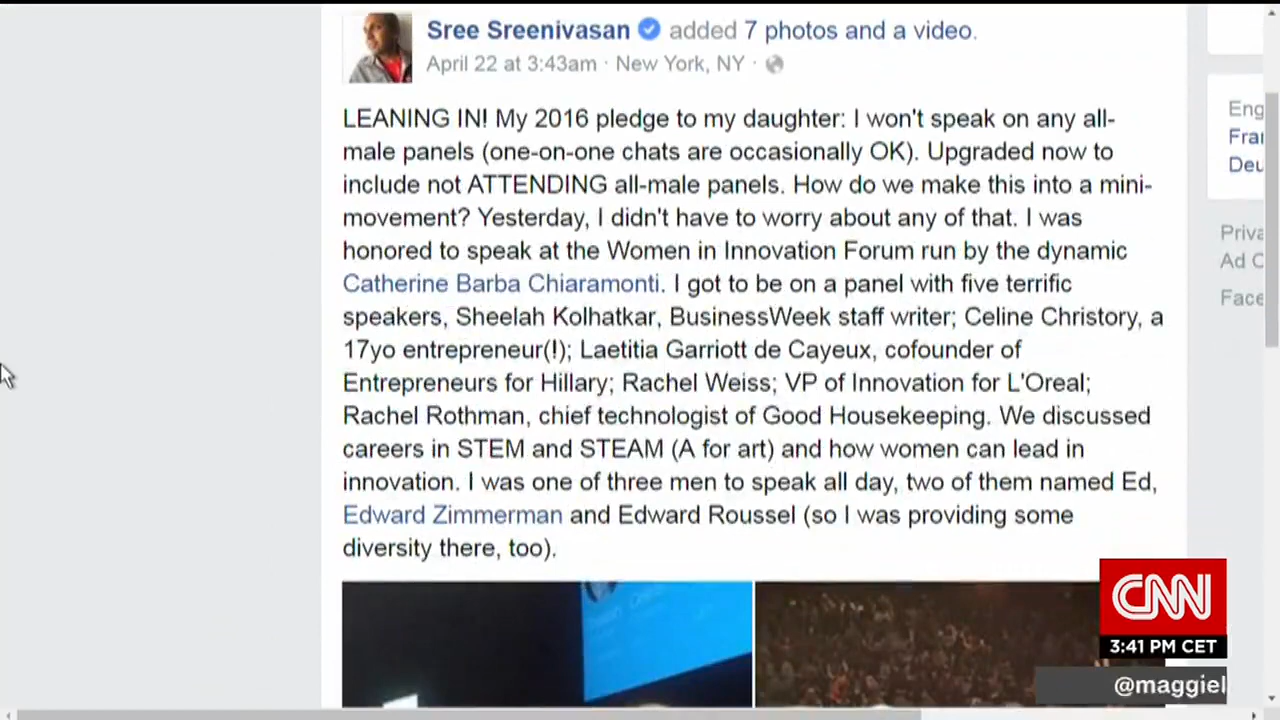 Sree Sreenivasan added 7 photos and a video.
April 22 at 3:43am · New York, NY ·
LEANING IN! My 2016 pledge to my daughter: I won't speak on any all-
male panels (one-on-one chats are occasionally OK). Upgraded now to
include not ATTENDING all-male panels. How do we make this into a mini-
movement? Yesterday, I didn't have to worry about any of that. I was
honored to speak at the Women in Innovation Forum run by the dynamic
Catherine Barba Chiaramonti. I got to be on a panel with five terrific
speakers, Sheelah Kolhatkar, BusinessWeek staff writer; Celine Christory, a
17yo entrepreneur(!); Laetitia Garriott de Cayeux, cofounder of
Entrepreneurs for Hillary; Rachel Weiss; VP of Innovation for L'Oreal;
Rachel Rothman, chief technologist of Good Housekeeping. We discussed
careers in STEM and STEAM (A for art) and how women can lead in
innovation. I was one of three men to speak all day, two of them named Ed,
Edward Zimmerman and Edward Roussel (so I was providing some
diversity there, too).
Eng
Fran
Deu
Priva
Ad C
Face
CNN
3:41 PM CET
@maggiel